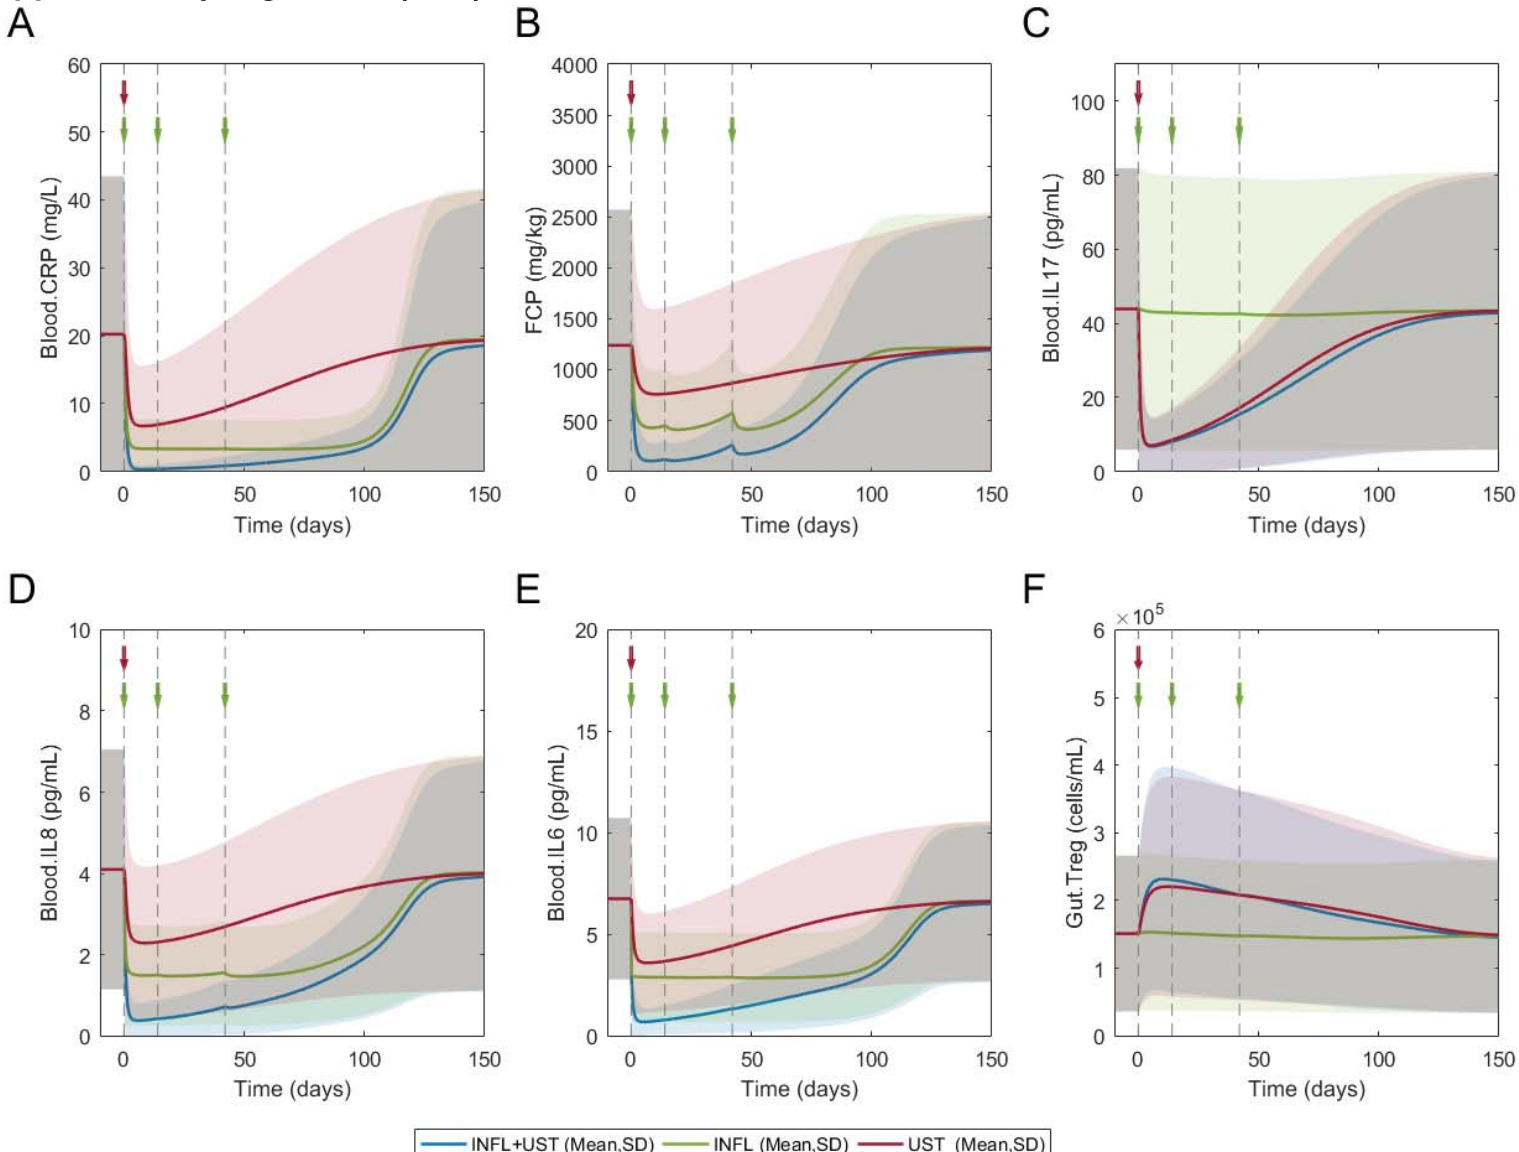 A
B
C
Blood.CRP (mg/L)
60
50
40
30
20
10
0
0 50 100 150
Time (days)
FCP (mg/kg)
4000
3500
3000
2500
2000
1500
1000
500
0
0 50 100 150
Time (days)
Blood.IL17 (pg/mL)
100
80
60
40
20
0
0 50 100 150
Time (days)
D
E
F
Blood.IL8 (pg/mL)
10
8
6
4
2
0
0 50 100 150
Time (days)
Blood.IL6 (pg/mL)
20
15
10
5
0
0 50 100 150
Time (days)
Gut.Treg (cells/mL)
×10⁵
6
5
4
3
2
1
0
0 50 100 150
Time (days)
INFL+UST (Mean,SD) INFL (Mean,SD) UST (Mean,SD)